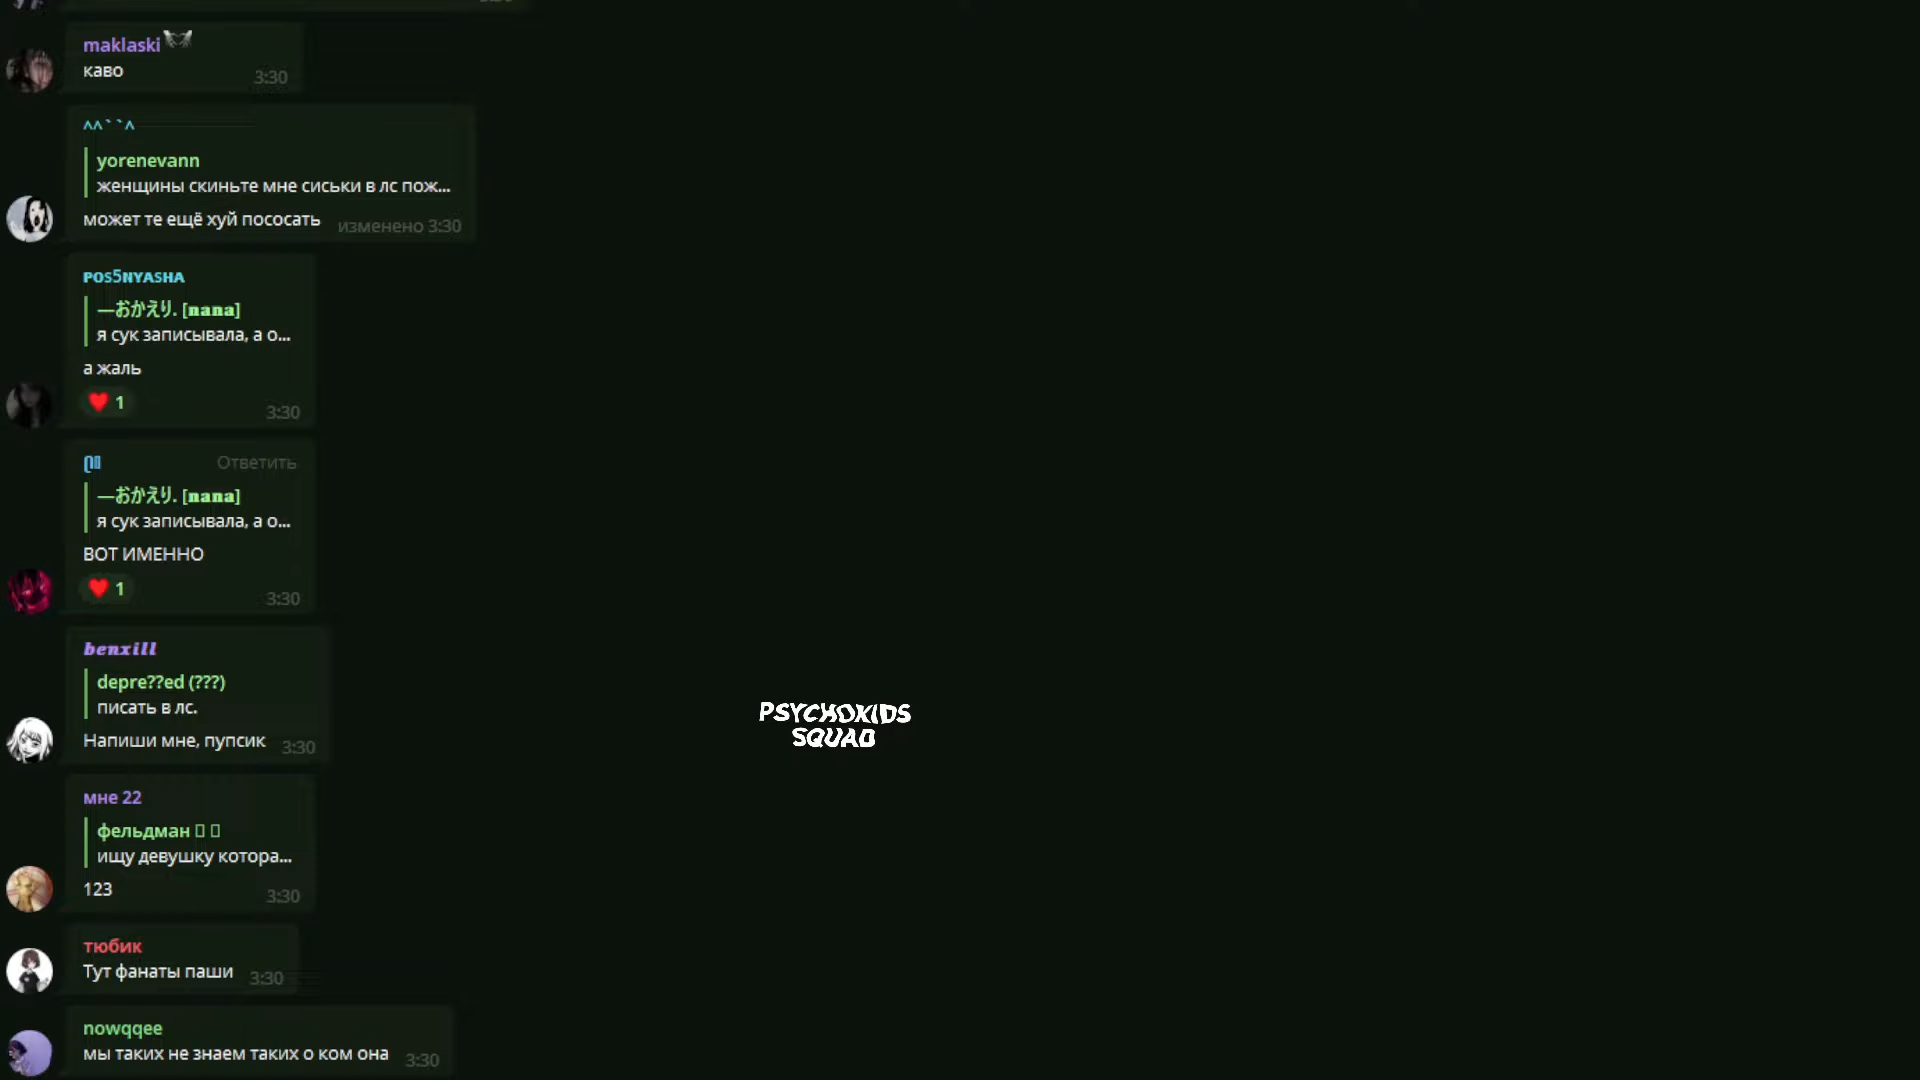 maklaski
каво
3:30
^^``^
yorenevann
женщины скиньте мне сиськи в лс пож...
может те ещё хуй пососать
изменено 3:30
POS5NYASHA
—おかえり. [nana]
я сук записывала, а о...
а жаль
❤ 1
3:30
Ответить
—おかえり. [nana]
я сук записывала, а о...
ВОТ ИМЕННО
❤ 1
3:30
benxill
depre??ed (???)
писать в лс.
Напиши мне, пупсик
3:30
PSYCHOKIDS
SQUAD
мне 22
фельдман
ищу девушку котора...
123
3:30
тюбик
Тут фанаты паши
3:30
nowqqee
мы таких не знаем таких о ком она
3:30